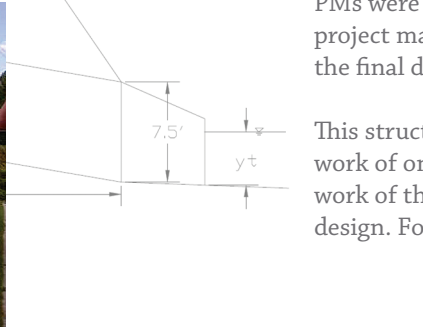 PMs were
project ma
the final d
This struct
work of or
work of th
design. Fo
7.5'
yt